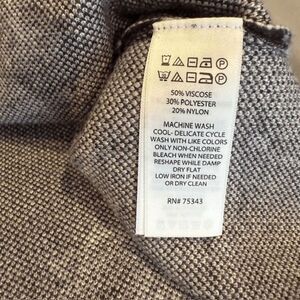 50% VISCOSE
30% POLYESTER
20% NYLON
MACHINE WASH
COOL- DELICATE CYCLE
WASH WITH LIKE COLORS
ONLY NON-CHLORINE
BLEACH WHEN NEEDED
RESHAPE WHILE DAMP
DRY FLAT
LOW IRON IF NEEDED
OR DRY CLEAN
RN# 75343